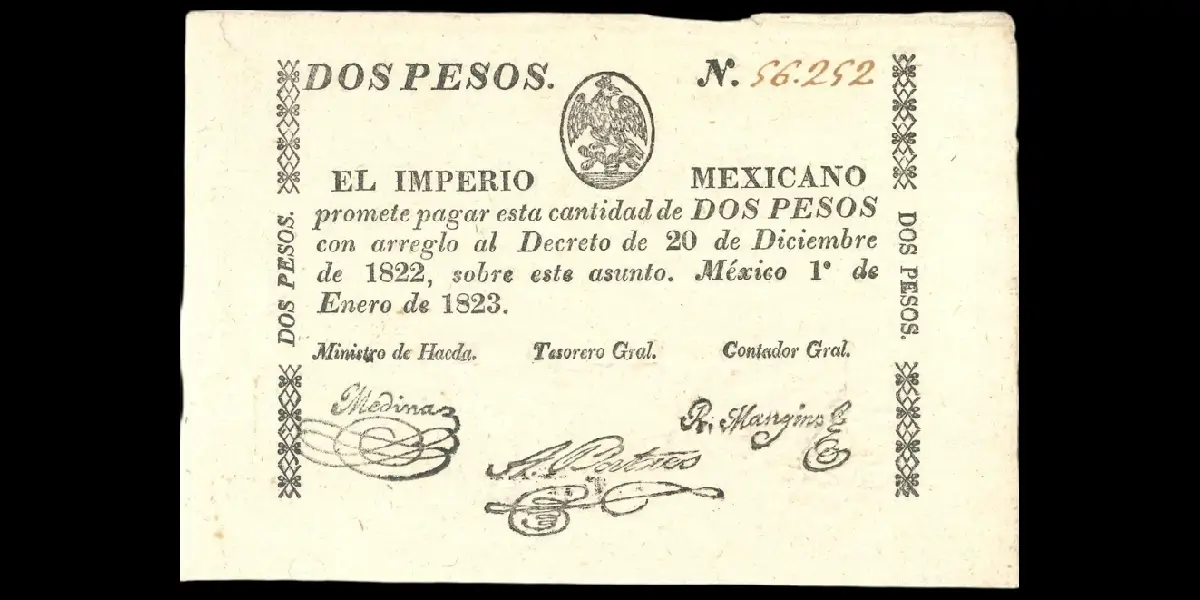 DOS PESOS.
N. 56.252
EL IMPERIO MEXICANO
promete pagar esta cantidad de DOS PESOS
con arreglo al Decreto de 20 de Diciembre
de 1822, sobre este asunto. México 1º de
Enero de 1823.
Ministro de Hacda. Tesorero Gral. Contador Gral.
Medina
R. Mangino
DOS PESOS.
DOS PESOS.